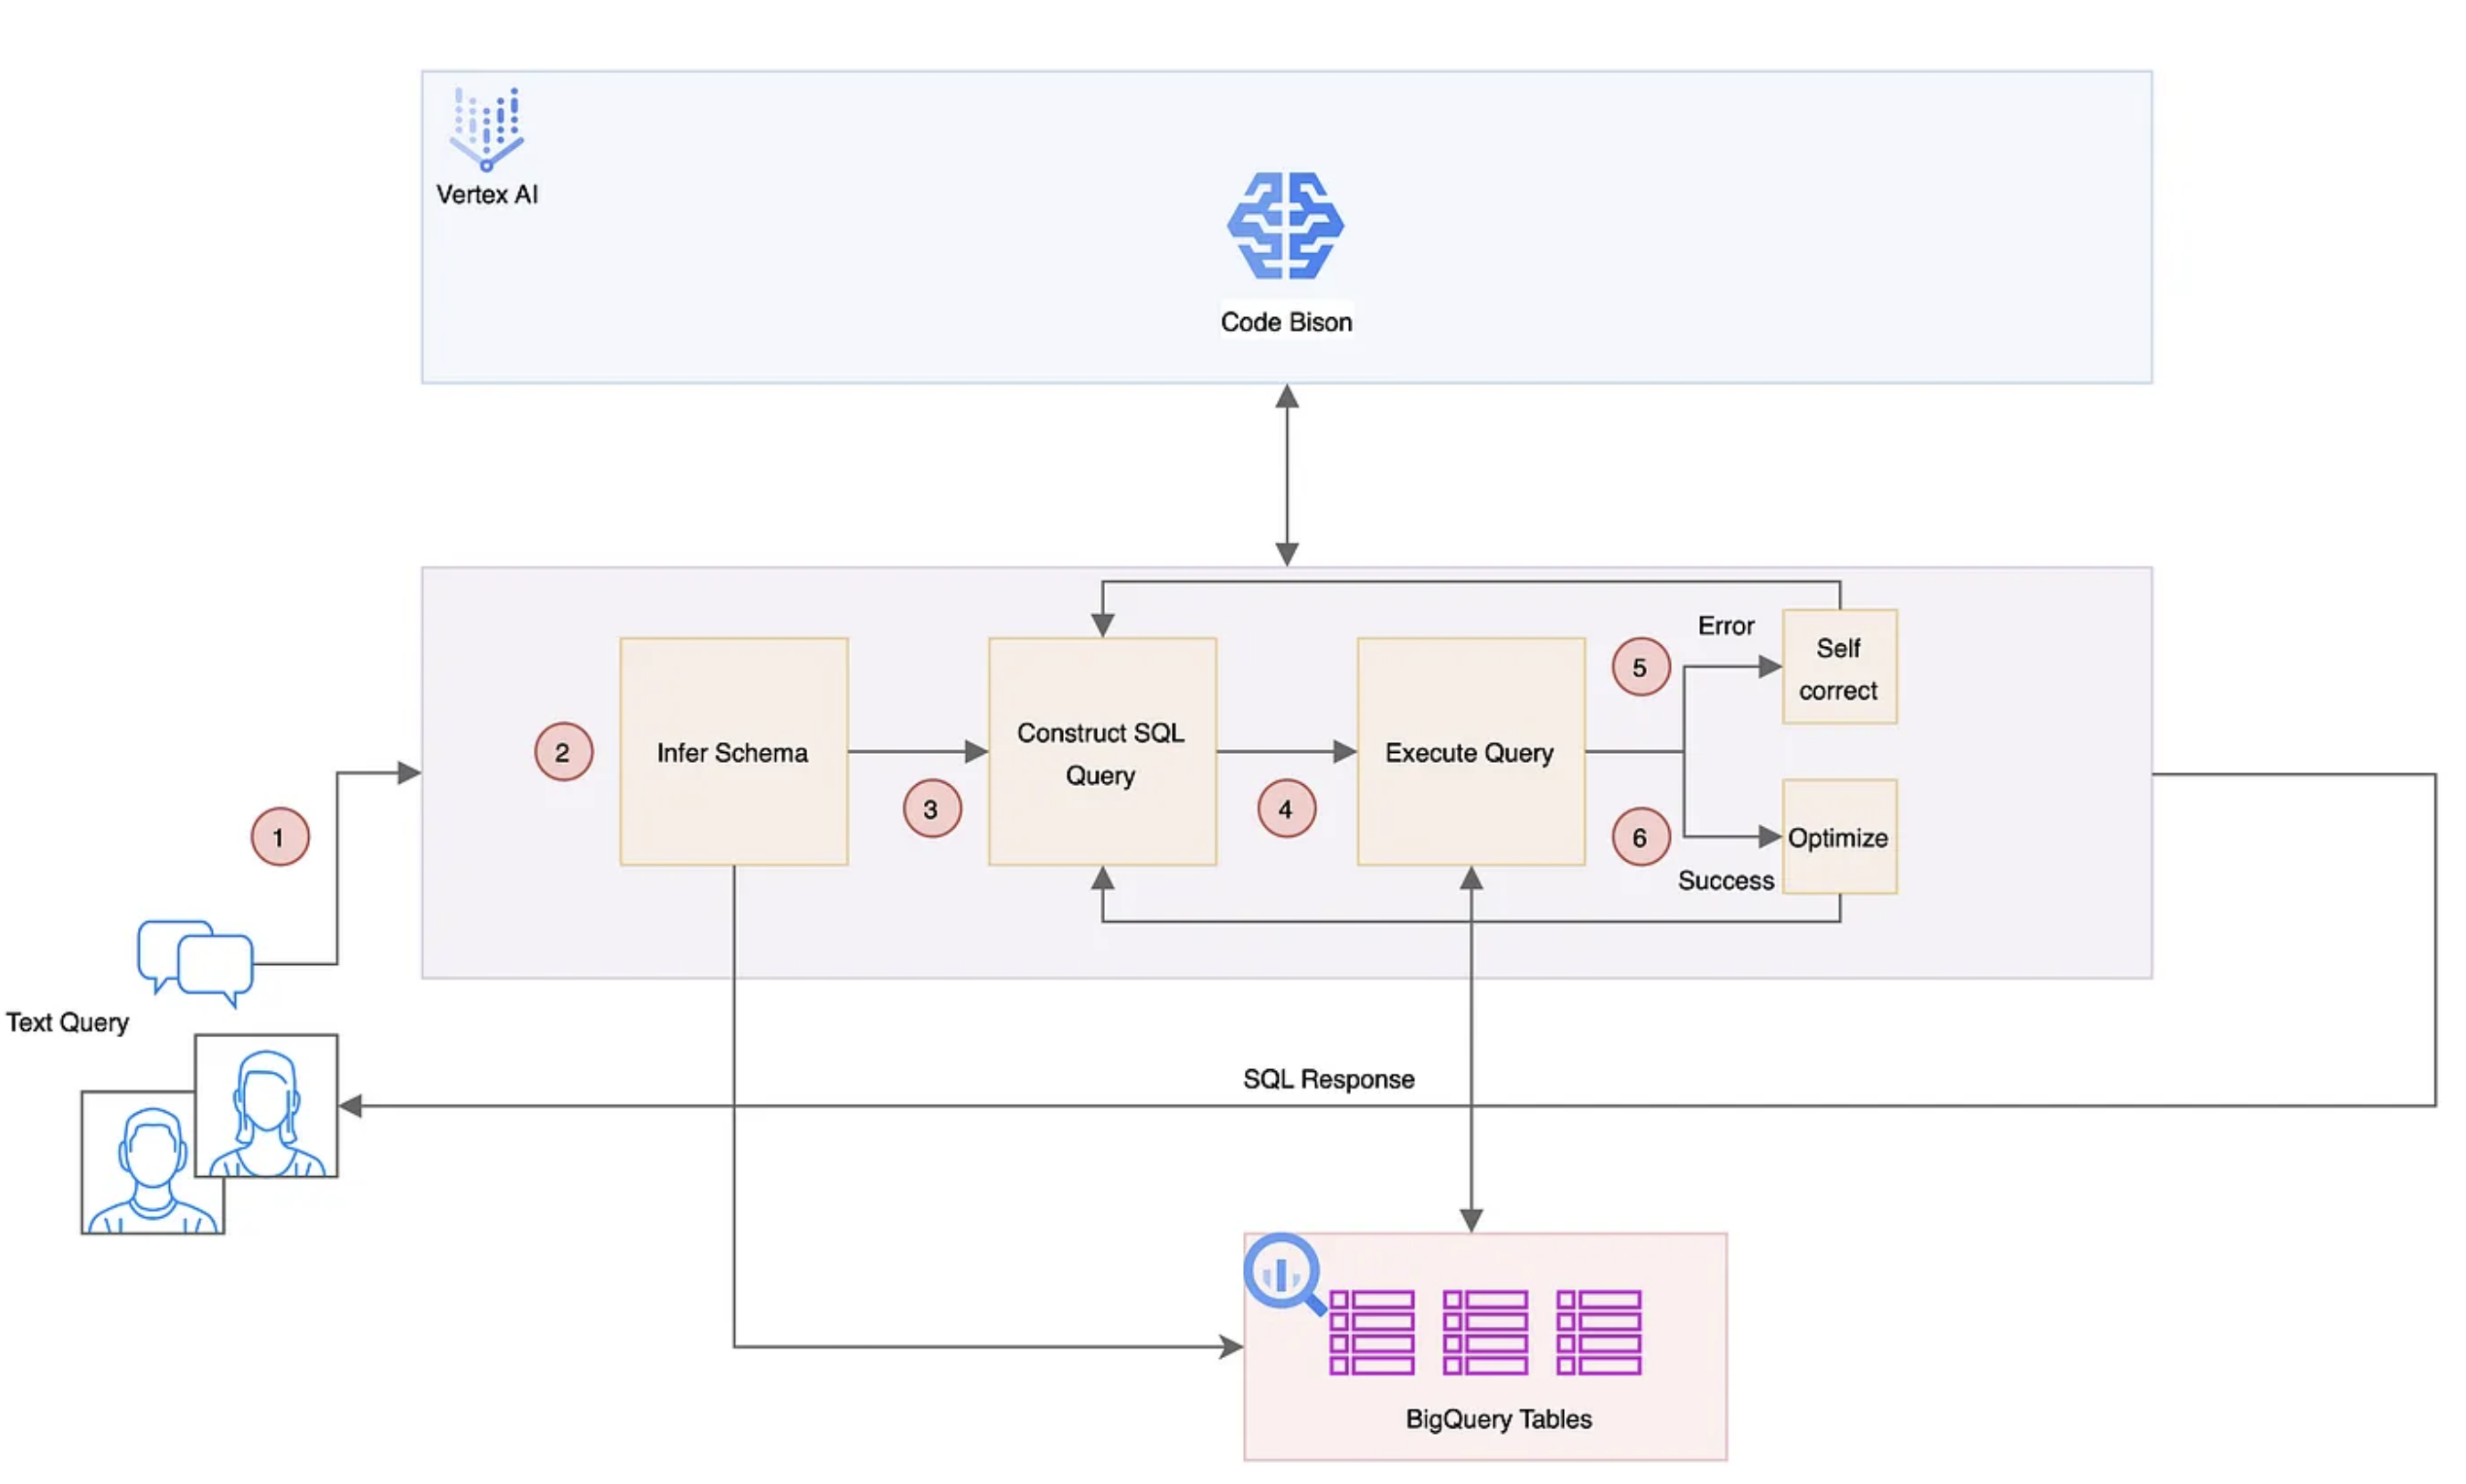 Vertex AI
Code Bison
Error
5
Self
correct
2
Infer Schema
Construct SQL
Query
Execute Query
3
4
1
6
Optimize
Success
Text Query
SQL Response
BigQuery Tables